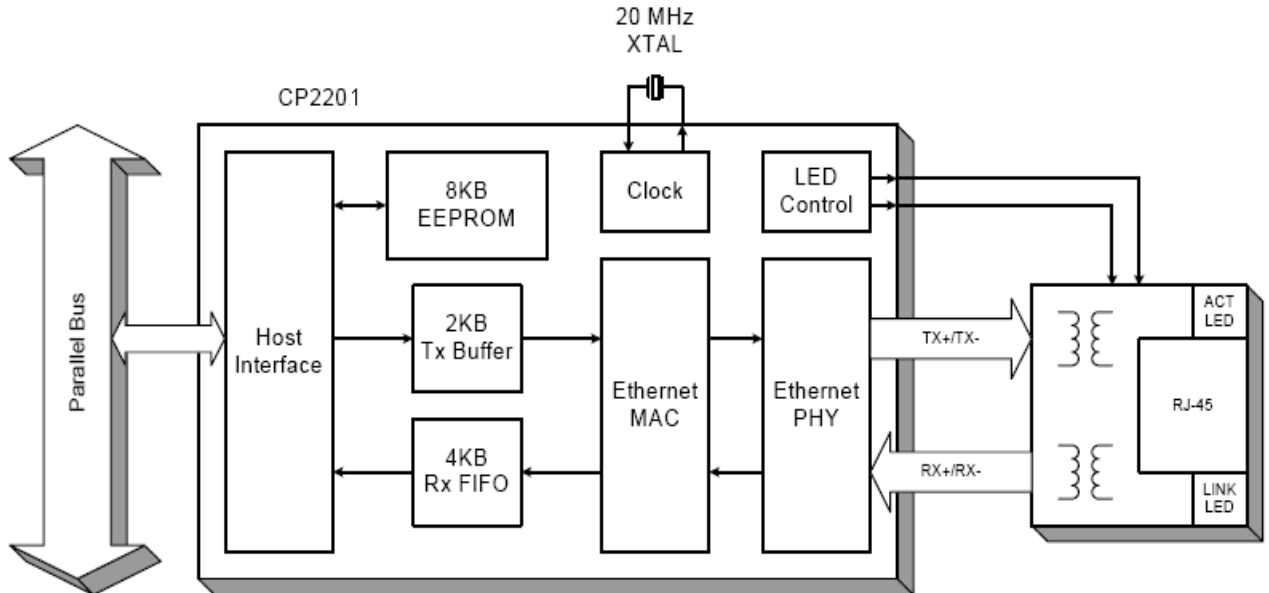 20 MHz
XTAL
CP2201
8KB
EEPROM
Clock
LED
Control
Parallel Bus
Host
Interface
2KB
Tx Buffer
Ethernet
MAC
Ethernet
PHY
4KB
Rx FIFO
TX+/TX-
RX+/RX-
ACT
LED
RJ-45
LINK
LED